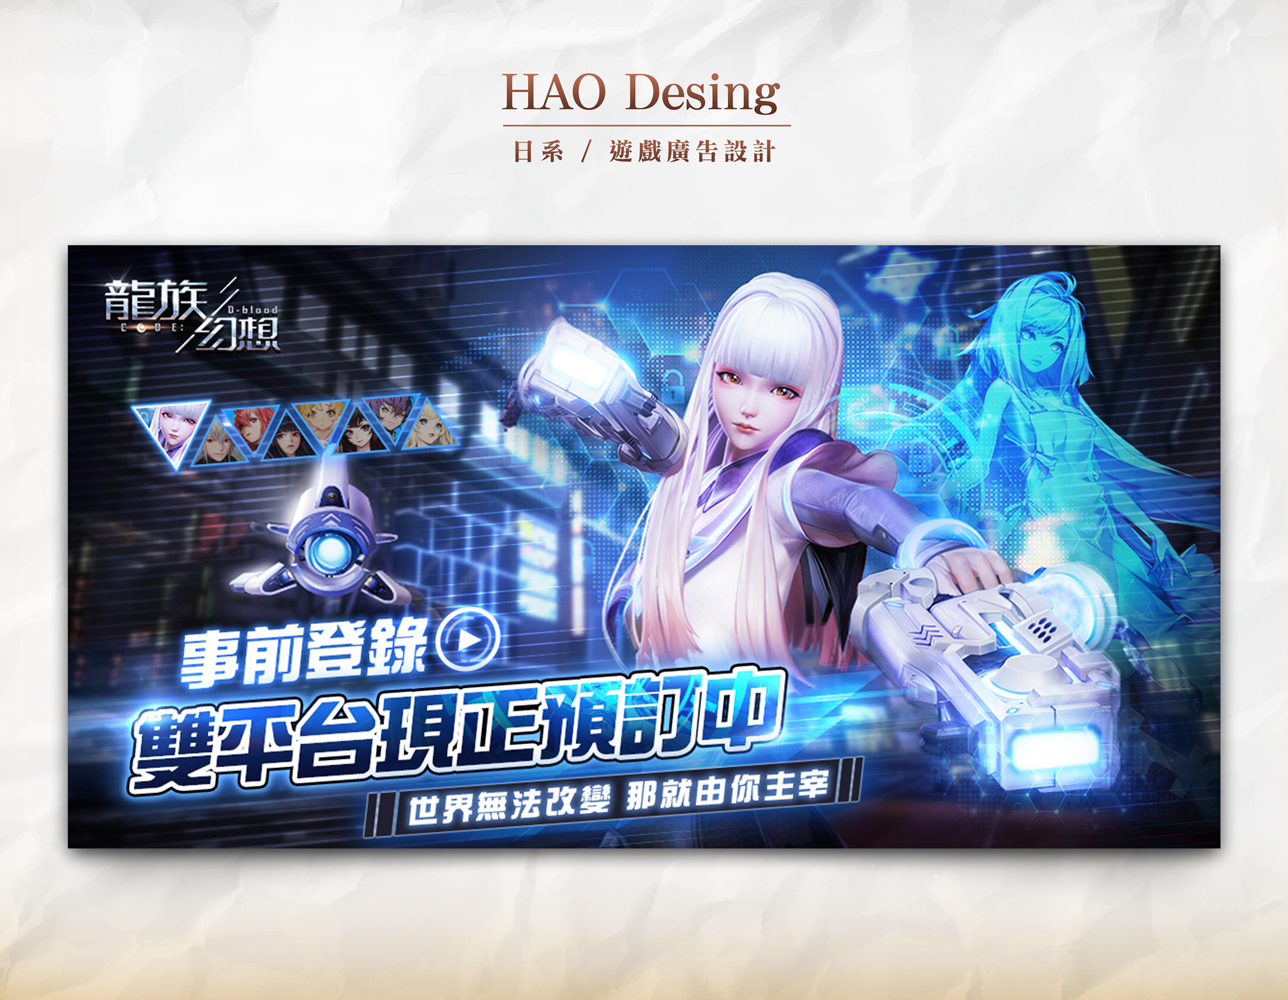 HAO Desing
日系 / 遊戲廣告設計
龍族
D-blood
CODE:
幻想
事前登錄
雙平台現正預訂中
世界無法改變 那就由你主宰